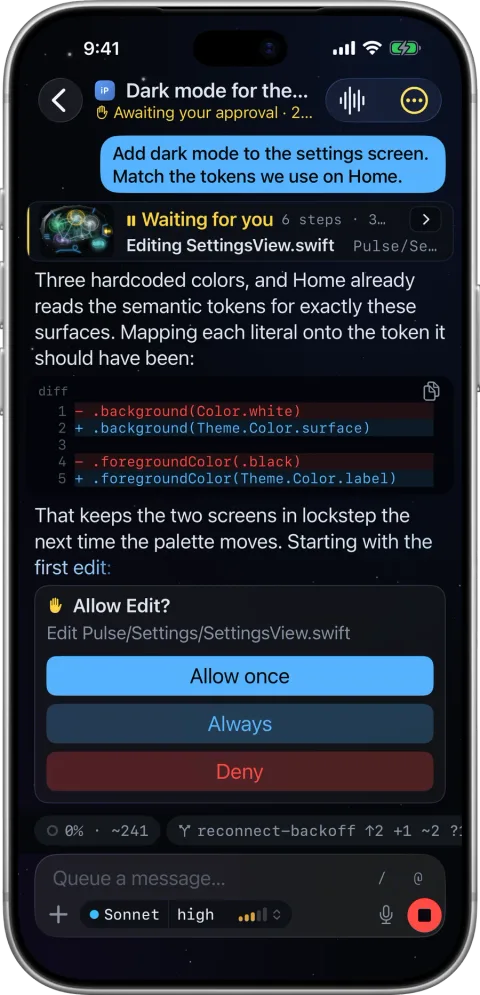 9:41
iP
Dark mode for the...
Awaiting your approval · 2...
Add dark mode to the settings screen.
Match the tokens we use on Home.
Waiting for you 6 steps · 3...
Editing SettingsView.swift Pulse/Se...
Three hardcoded colors, and Home already
reads the semantic tokens for exactly these
surfaces. Mapping each literal onto the token it
should have been:
diff
1 - .background(Color.white)
2 + .background(Theme.Color.surface)
3
4 - .foregroundColor(.black)
5 + .foregroundColor(Theme.Color.label)
That keeps the two screens in lockstep the
next time the palette moves. Starting with the
first edit:
Allow Edit?
Edit Pulse/Settings/SettingsView.swift
Allow once
Always
Deny
0% · ~241 reconnect-backoff ↑2 +1 ~2 ?1
Queue a message... / @
Sonnet high